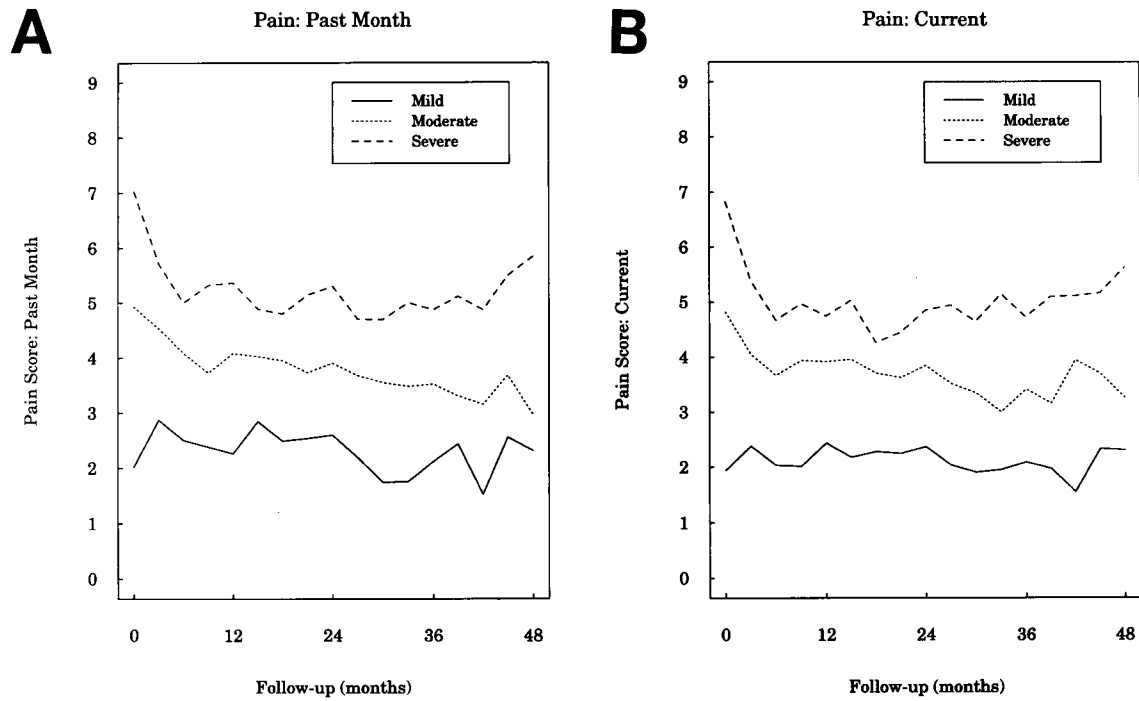 A
Pain: Past Month
Mild
Moderate
Severe
9
8
7
6
5
4
3
2
1
0
Pain Score: Past Month
0 12 24 36 48
Follow-up (months)
B
Pain: Current
Mild
Moderate
Severe
9
8
7
6
5
4
3
2
1
0
Pain Score: Current
0 12 24 36 48
Follow-up (months)